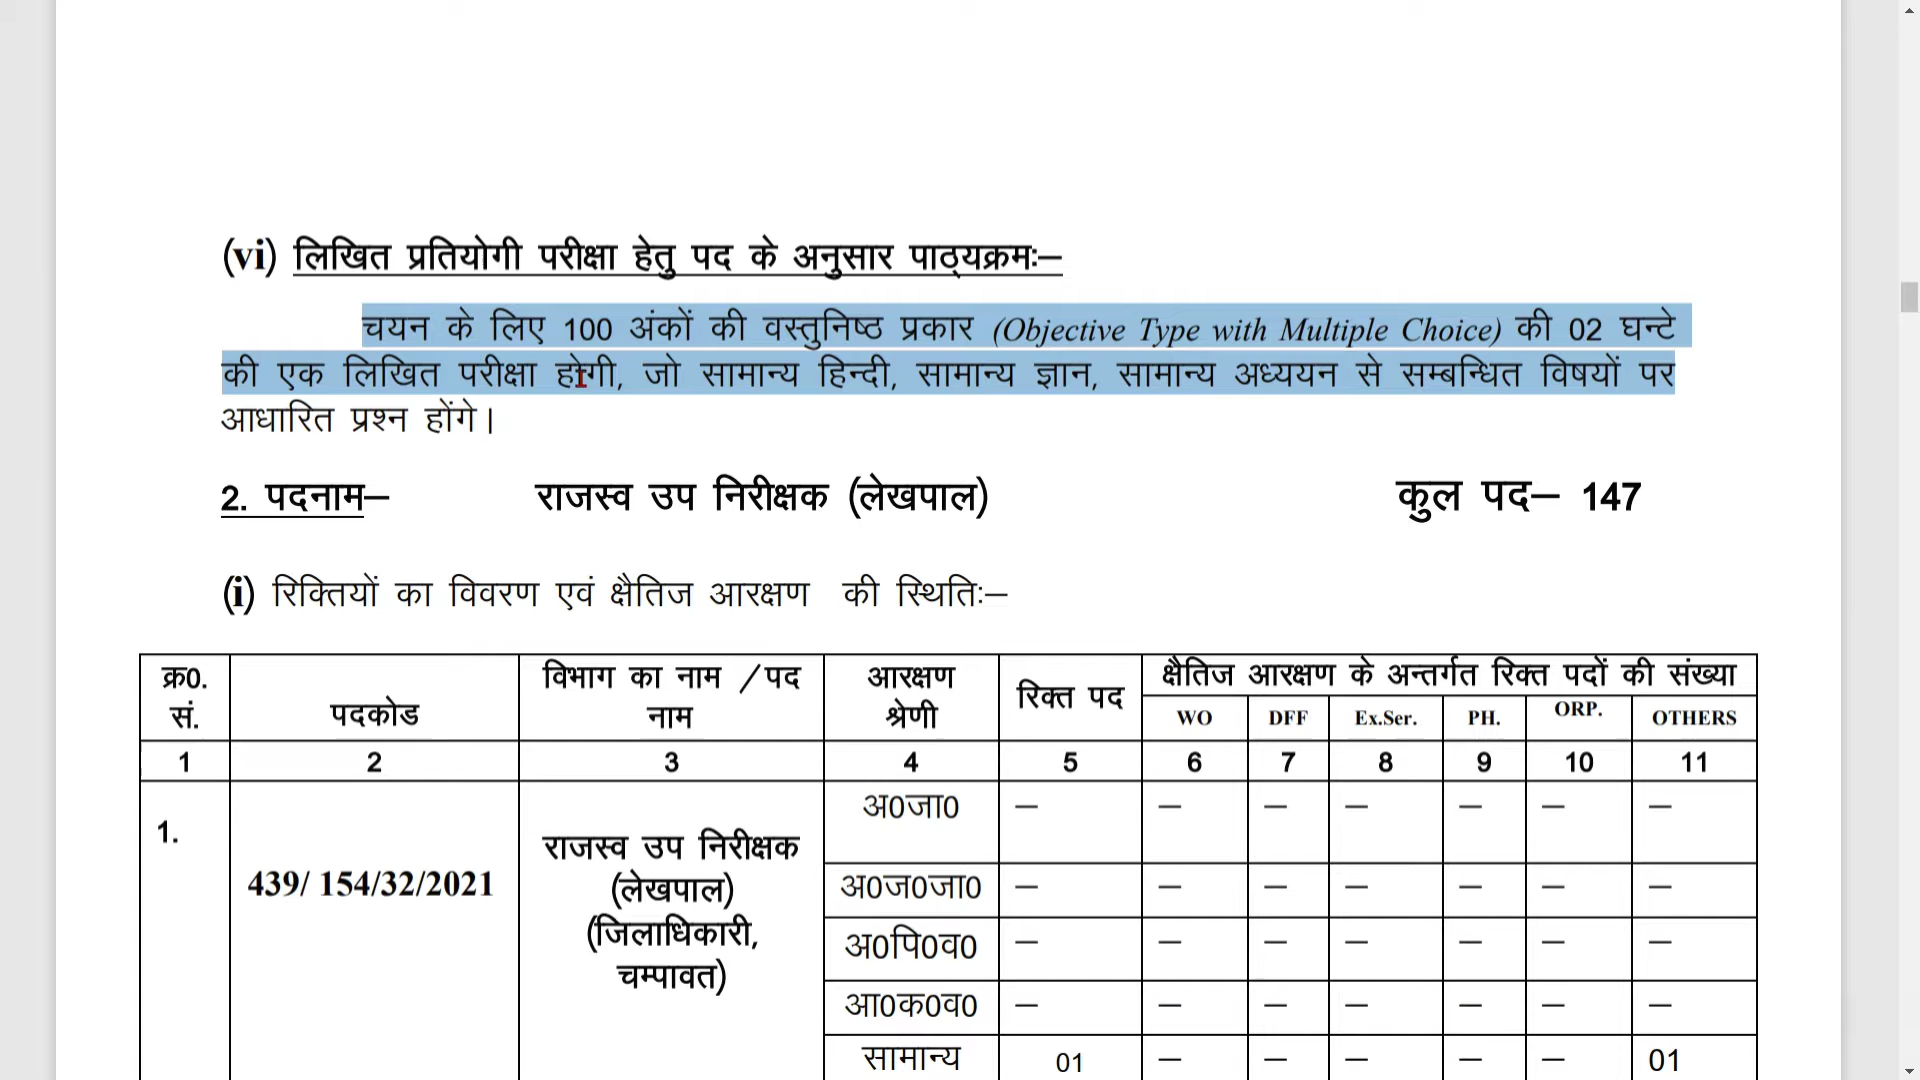 (vi) लिखित प्रतियोगी परीक्षा हेतु पद के अनुसार पाठ्यक्रमः–
चयन के लिए 100 अंकों की वस्तुनिष्ठ प्रकार (Objective Type with Multiple Choice) की 02 घन्टे
की एक लिखित परीक्षा होगी, जो सामान्य हिन्दी, सामान्य ज्ञान, सामान्य अध्ययन से सम्बन्धित विषयों पर
आधारित प्रश्न होंगे।
2. पदनाम– राजस्व उप निरीक्षक (लेखपाल) कुल पद– 147
(i) रिक्तियों का विवरण एवं क्षैतिज आरक्षण की स्थितिः–
क्र0. सं. पदकोड विभाग का नाम /पद नाम आरक्षण श्रेणी रिक्त पद क्षैतिज आरक्षण के अन्तर्गत रिक्त पदों की संख्या
WO DFF Ex.Ser. PH. ORP. OTHERS
1 2 3 4 5 6 7 8 9 10 11
1. 439/ 154/32/2021 राजस्व उप निरीक्षक (लेखपाल) (जिलाधिकारी, चम्पावत)
अ0जा0 – – – – – – –
अ0ज0जा0 – – – – – – –
अ0पि0व0 – – – – – – –
आ0क0व0 – – – – – – –
सामान्य 01 – – – – – 01